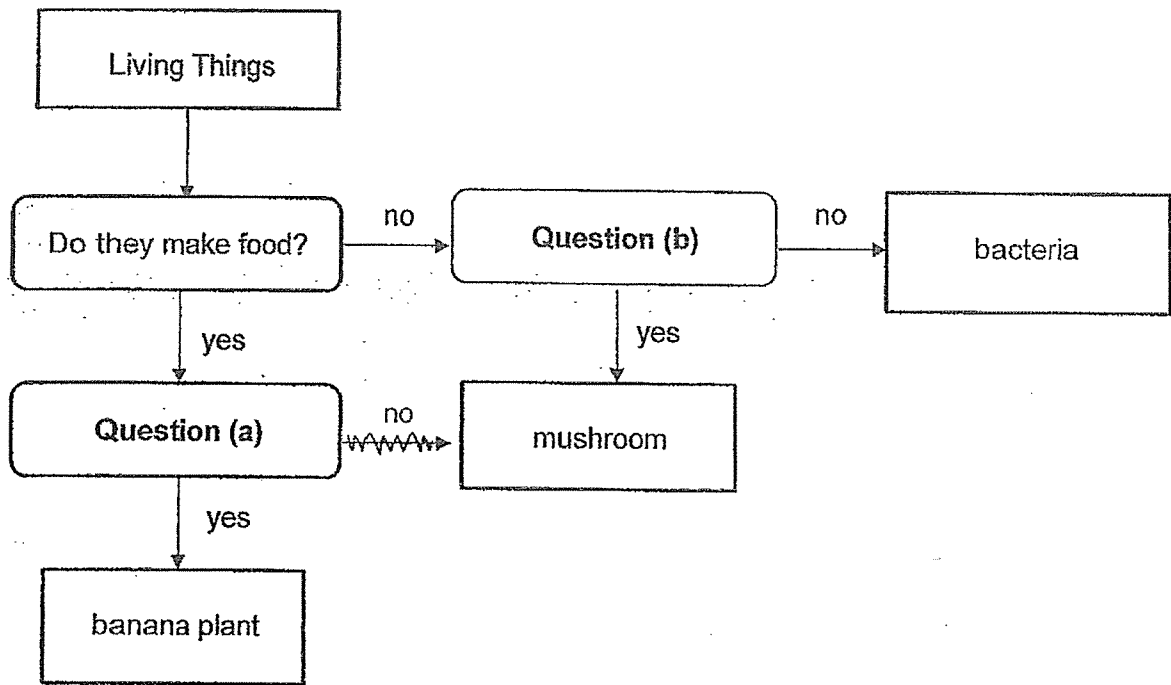 Living Things
Do they make food?
no
Question (b)
no
bacteria
yes
yes
Question (a)
no
mushroom
yes
banana plant